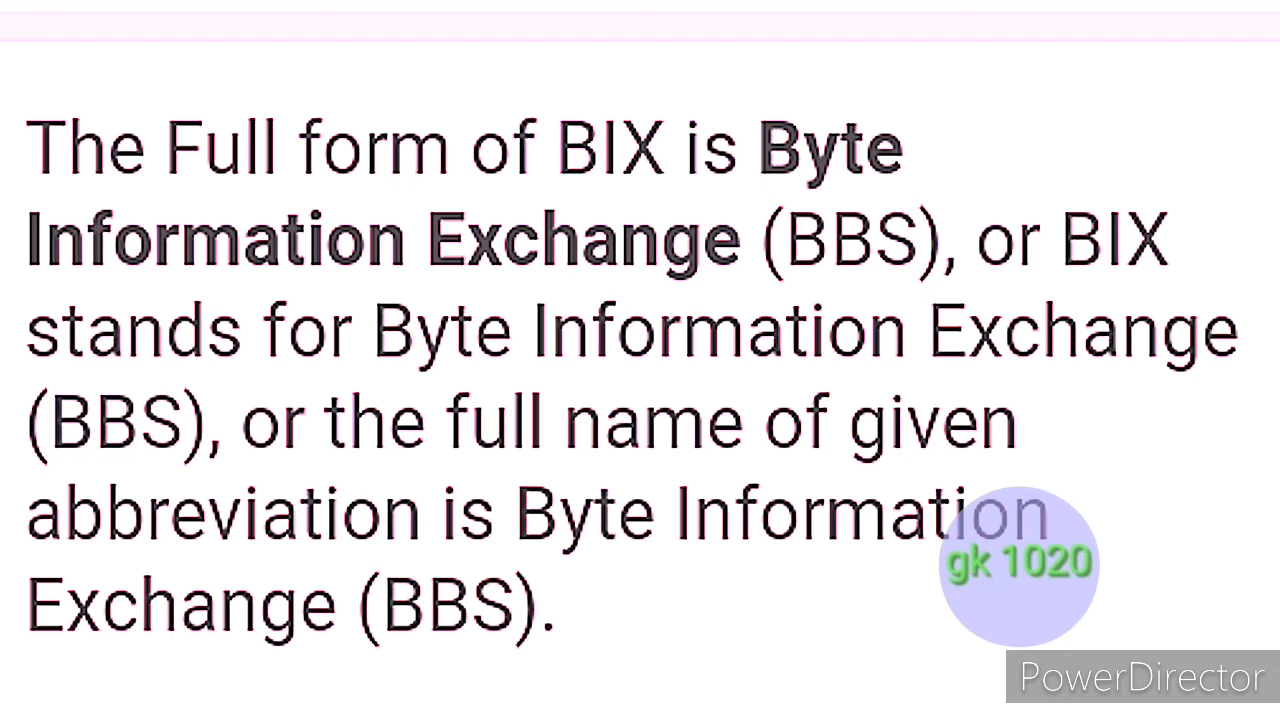 The Full form of BIX is Byte
Information Exchange (BBS), or BIX
stands for Byte Information Exchange
(BBS), or the full name of given
abbreviation is Byte Information
gk 1020
Exchange (BBS).
PowerDirector